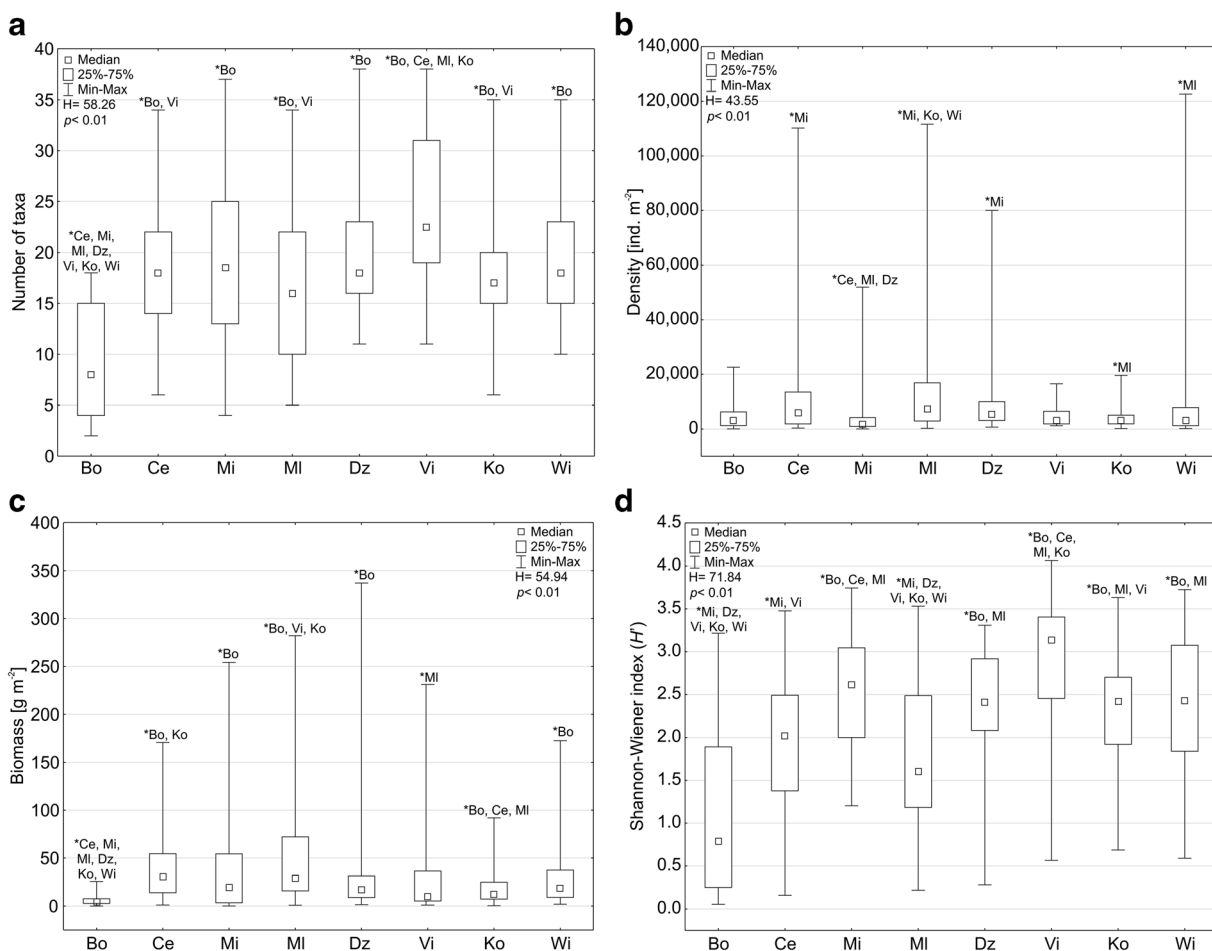 a
40
35
30
25
20
15
10
5
0
Number of taxa
Median
25%-75%
Min-Max
H= 58.26
p< 0.01
*Ce, Mi,
Ml, Dz,
Vi, Ko, Wi
*Bo, Vi
*Bo
*Bo, Vi
*Bo
*Bo, Ce, Ml, Ko
*Bo, Vi
*Bo
Bo Ce Mi Ml Dz Vi Ko Wi
b
140,000
120,000
100,000
80,000
60,000
40,000
20,000
0
Density [ind. m-2]
Median
25%-75%
Min-Max
H= 43.55
p< 0.01
*Mi
*Ce, Ml, Dz
*Mi, Ko, Wi
*Mi
*Ml
*Ml
Bo Ce Mi Ml Dz Vi Ko Wi
c
400
350
300
250
200
150
100
50
0
Biomass [g m-2]
Median
25%-75%
Min-Max
H= 54.94
p< 0.01
*Ce, Mi,
Ml, Dz,
Ko, Wi
*Bo, Ko
*Bo
*Bo, Vi, Ko
*Bo
*Ml
*Bo, Ce, Ml
*Bo
Bo Ce Mi Ml Dz Vi Ko Wi
d
4.5
4.0
3.5
3.0
2.5
2.0
1.5
1.0
0.5
0.0
Shannon-Wiener index (H')
Median
25%-75%
Min-Max
H= 71.84
p< 0.01
*Mi, Dz,
Vi, Ko, Wi
*Mi, Vi
*Bo, Ce, Ml
*Mi, Dz,
Vi, Ko, Wi
*Bo, Ml
*Bo, Ce,
Ml, Ko
*Bo, Ml, Vi
*Bo, Ml
Bo Ce Mi Ml Dz Vi Ko Wi